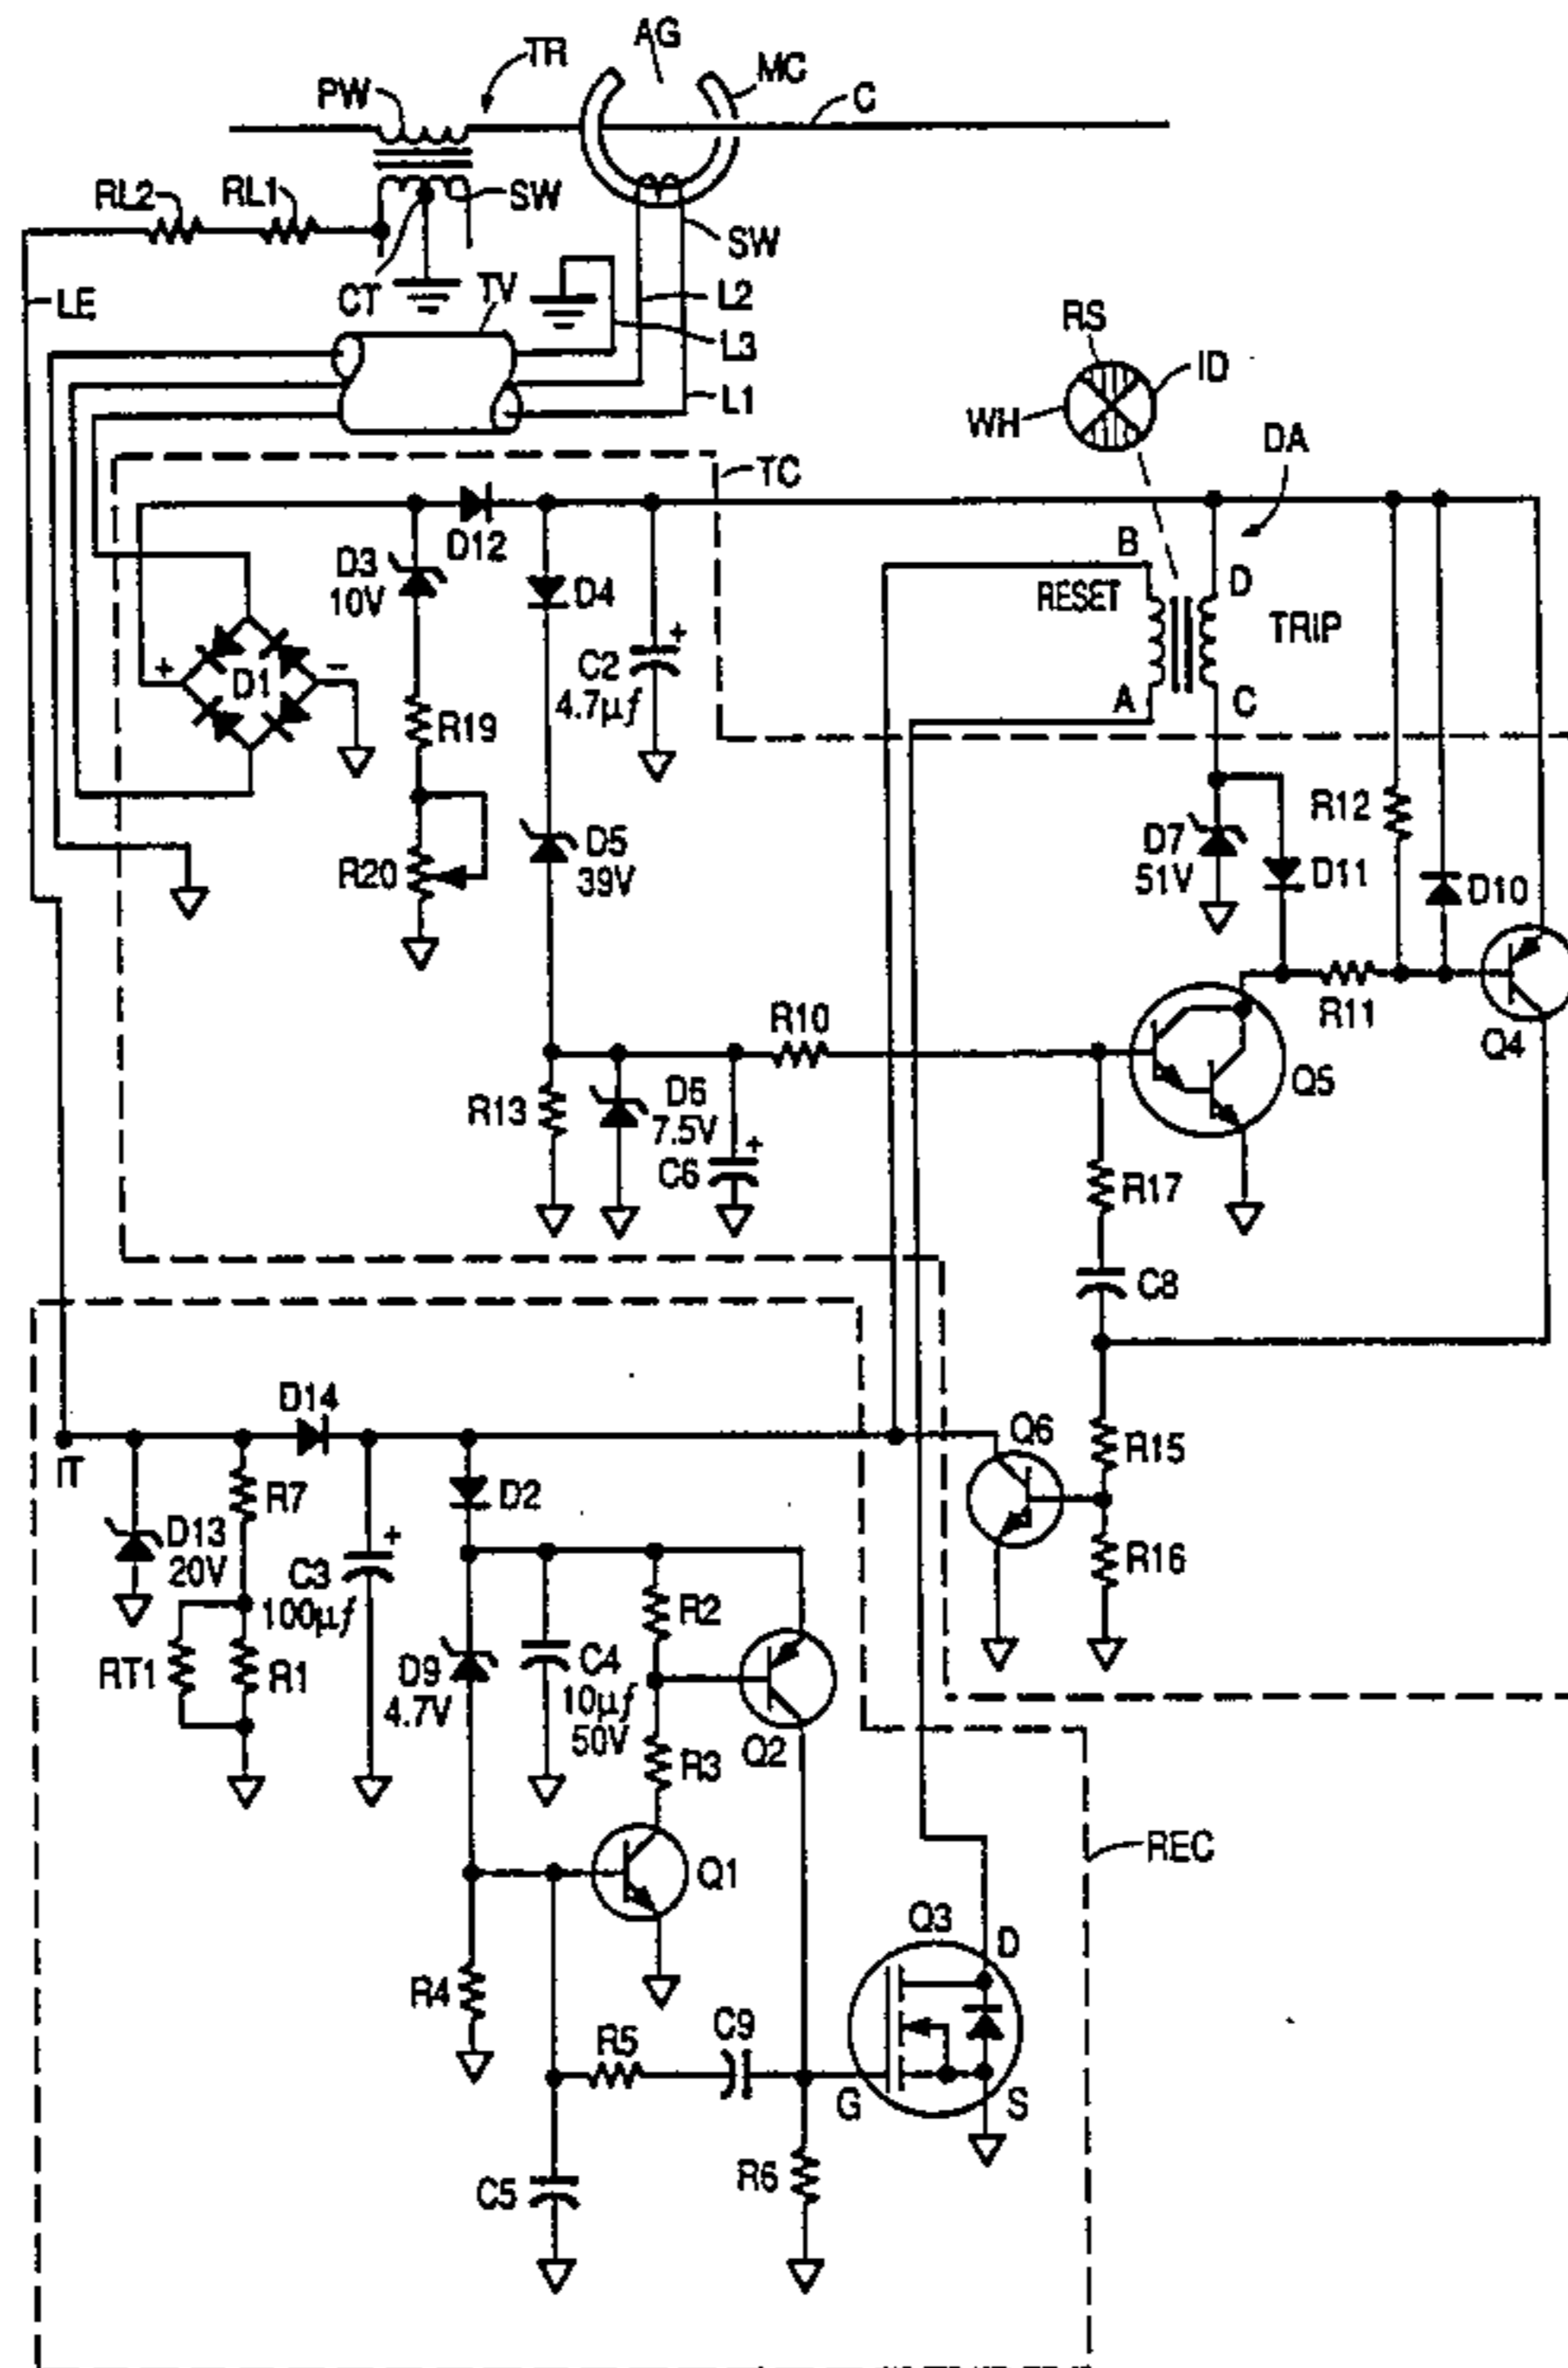 AG
TR
MC
PW
C
RL2
RL1
SW
SW
CT
TV
L2
LE
L3
RS
ID
L1
WH
DA
TC
D12
B
D3
10V
D4
RESET
D
TRIP
+
D1
–
C2
4.7µf
+
A
C
R19
R12
D7
51V
D11
D5
39V
R20
D10
R10
R11
Q4
R13
D6
7.5V
Q5
C6
+
R17
C8
D14
Q6
R15
IT
R7
D2
D13
20V
C3
100µf
+
R16
R2
RT1
R1
D9
4.7V
C4
10µf
50V
R3
Q2
REC
Q1
Q3
D
R4
R5
C9
G
S
C5
R6